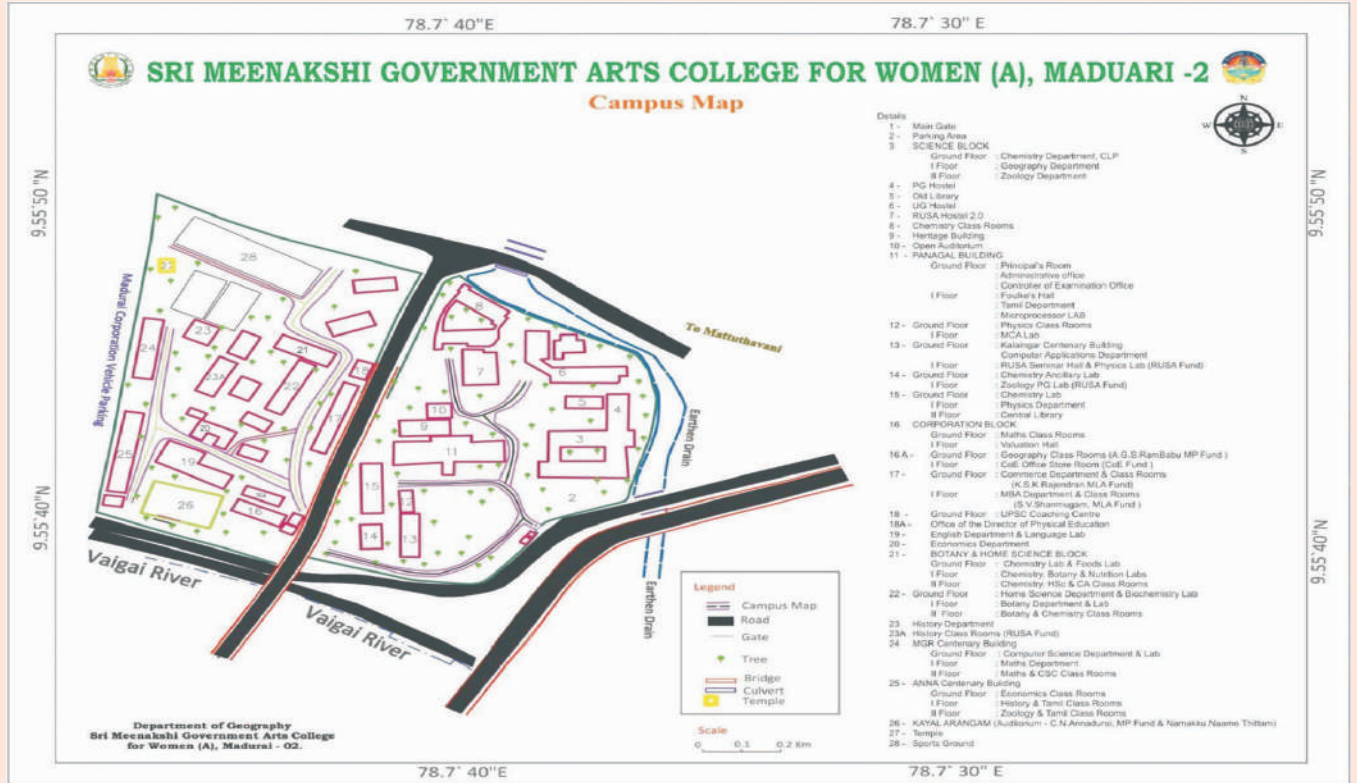 78.7` 40"E
78.7` 30" E
SRI MEENAKSHI GOVERNMENT ARTS COLLEGE FOR WOMEN (A), MADUARI -2
Campus Map
N
W
E
S
9.55'50"N
9.55'50"N
9.55'40"N
9.55'40"N
Details
1 - Main Gate
2 - Parking Area
3 SCIENCE BLOCK
Ground Floor : Chemistry Department, CLP
I Floor : Geography Department
II Floor : Zoology Department
4 - PG Hostel
5 - Old Library
6 - UG Hostel
7 - RUSA Hostel 2.0
8 - Chemistry Class Rooms
9 - Heritage Building
10 - Open Auditorium
11 - PANAGAL BUILDING
Ground Floor : Principal's Room
: Administrative office
: Controller of Examination Office
I Floor : Foulke's Hall
: Tamil Department
: Microprocessor LAB
12 - Ground Floor : Physics Class Rooms
I Floor : MCA Lab
13 - Ground Floor : Kalaingar Centenary Building
Computer Applications Department
I Floor : RUSA Seminar Hall & Physics Lab (RUSA Fund)
14 - Ground Floor : Chemistry Ancillary Lab
I Floor : Zoology PG Lab (RUSA Fund)
15 - Ground Floor : Chemistry Lab
I Floor : Physics Department
II Floor : Central Library
16 CORPORATION BLOCK
Ground Floor : Maths Class Rooms
I Floor : Valuation Hall
16 A - Ground Floor : Geography Class Rooms (A.G.S.RamBabu MP Fund )
I Floor : CoE Office Store Room (CoE Fund )
17 - Ground Floor : Commerce Department & Class Rooms
(K.S.K Rajendran MLA Fund)
I Floor : MBA Department & Class Rooms
(S.V.Shanmugam, MLA Fund )
18 - Ground Floor : UPSC Coaching Centre
18A - Office of the Director of Physical Education
19 - English Department & Language Lab
20 - Economics Department
21 - BOTANY & HOME SCIENCE BLOCK
Ground Floor : Chemistry Lab & Foods Lab
I Floor : Chemistry, Botany & Nutrition Labs
II Floor : Chemistry, HSc & CA Class Rooms
22 - Ground Floor : Home Science Department & Biochemistry Lab
I Floor : Botany Department & Lab
II Floor : Botany & Chemistry Class Rooms
23 History Department
23A History Class Rooms (RUSA Fund)
24 MGR Centenary Building
Ground Floor : Computer Science Department & Lab
I Floor : Maths Department
II Floor : Maths & CSC Class Rooms
25 - ANNA Centenary Building
Ground Floor : Economics Class Rooms
I Floor : History & Tamil Class Rooms
II Floor : Zoology & Tamil Class Rooms
26 - KAYAL ARANGAM (Auditorium - C.N.Annadurai, MP Fund & Namakku Naame Thittam)
27 - Temple
28 - Sports Ground
Madurai Corporation Vehicle Parking
To Mattuthavani
Earthen Drain
Earthen Drain
Vaigai River
Vaigai River
28
23
24
21
18
23A
22
17
20
25
19
26
16
8
7
6
10
5
4
9
3
11
15
2
12
14
13
Legend
Campus Map
Road
Gate
Tree
Bridge
Culvert
Temple
Scale
0 0.1 0.2 Km
Department of Geography
Sri Meenakshi Government Arts College
for Women (A), Madurai - 02.
78.7` 40"E
78.7` 30" E